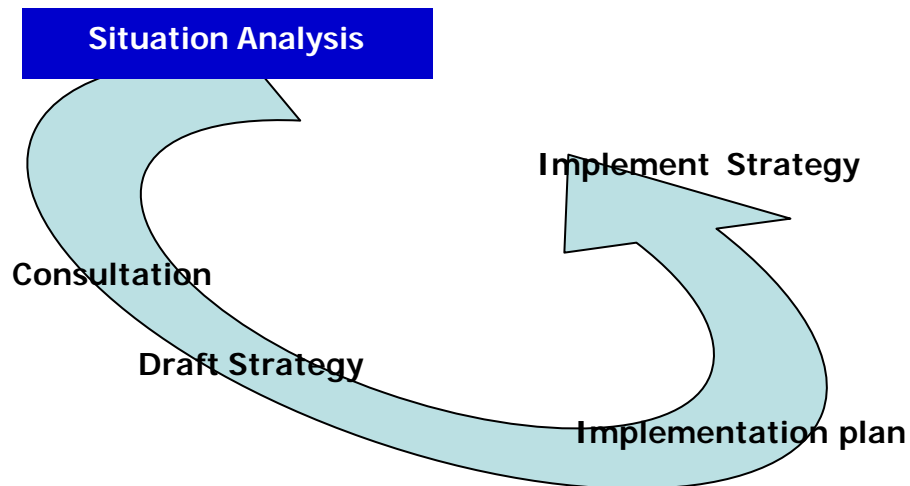 Situation Analysis
Implement Strategy
Consultation
Draft Strategy
Implementation plan